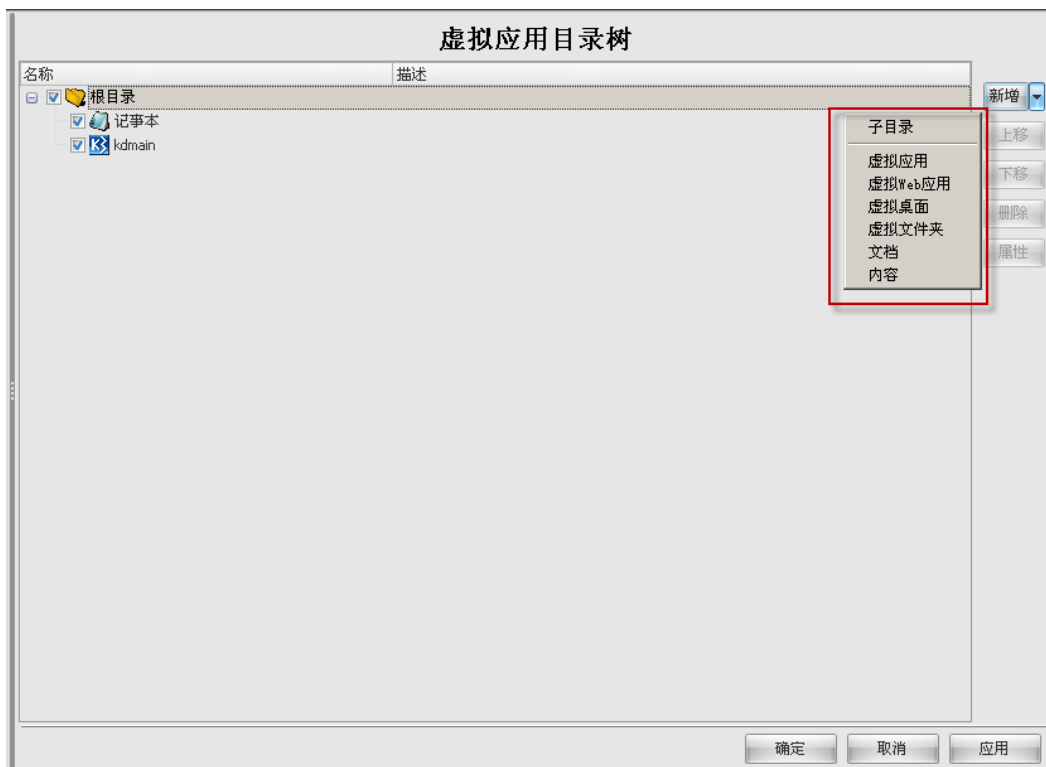 虚拟应用目录树
名称 描述
根目录
记事本
kdmain
新增
上移
下移
删除
属性
子目录
虚拟应用
虚拟Web应用
虚拟桌面
虚拟文件夹
文档
内容
确定 取消 应用